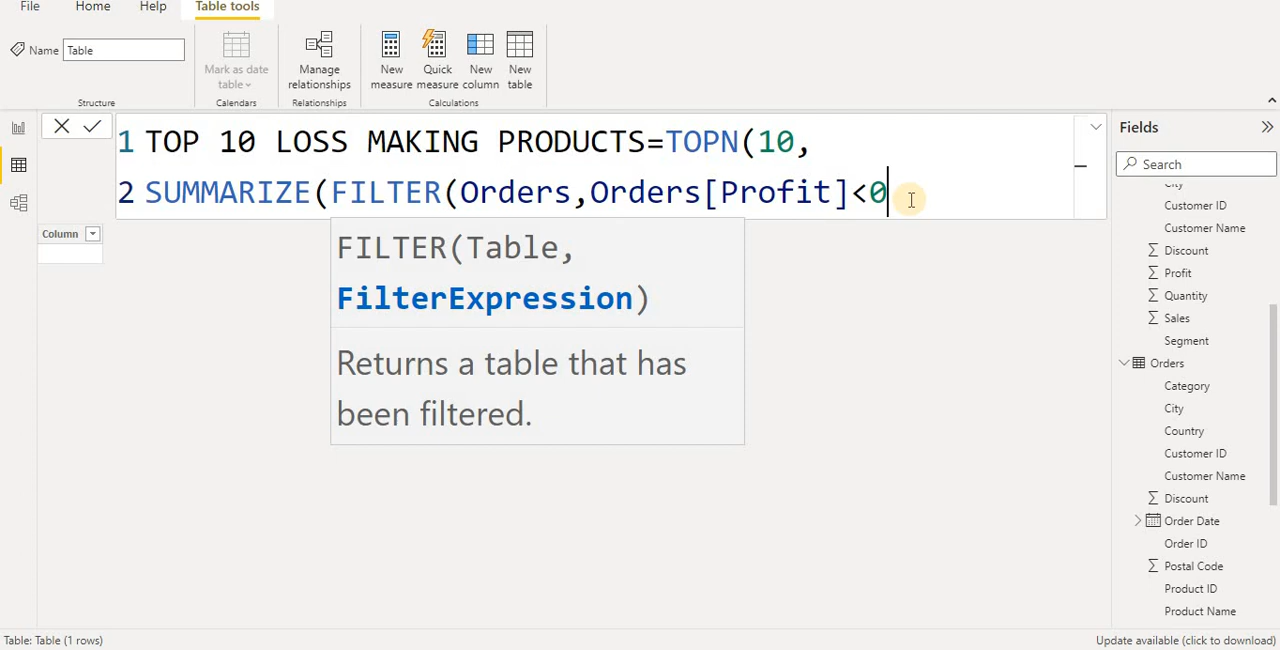 File Home Help Table tools
Name Table
Mark as date table
Manage relationships
New measure
Quick measure
New column
New table
Structure Calendars Relationships Calculations
1 TOP 10 LOSS MAKING PRODUCTS=TOPN(10,
2 SUMMARIZE(FILTER(Orders,Orders[Profit]<0
FILTER(Table,
FilterExpression)
Returns a table that has
been filtered.
Column
Fields
Search
City
Customer ID
Customer Name
Discount
Profit
Quantity
Sales
Segment
Orders
Category
City
Country
Customer ID
Customer Name
Discount
Order Date
Order ID
Postal Code
Product ID
Product Name
Table: Table (1 rows)
Update available (click to download)